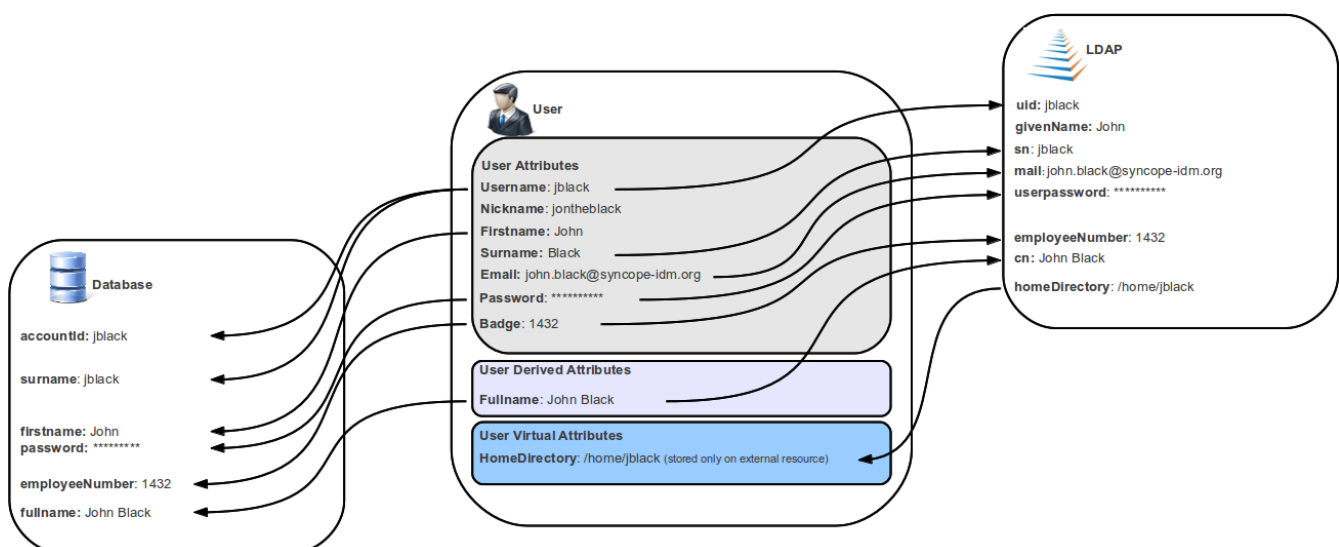 Database
accountId: jblack
surname: jblack
firstname: John
password: *********
employeeNumber: 1432
fullname: John Black
User
User Attributes
Username: jblack
Nickname: jontheblack
Firstname: John
Surname: Black
Email: john.black@syncope-idm.org
Password: **********
Badge: 1432
User Derived Attributes
Fullname: John Black
User Virtual Attributes
HomeDirectory: /home/jblack (stored only on external resource)
LDAP
uid: jblack
givenName: John
sn: jblack
mail:john.black@syncope-idm.org
userpassword: **********
employeeNumber: 1432
cn: John Black
homeDirectory: /home/jblack